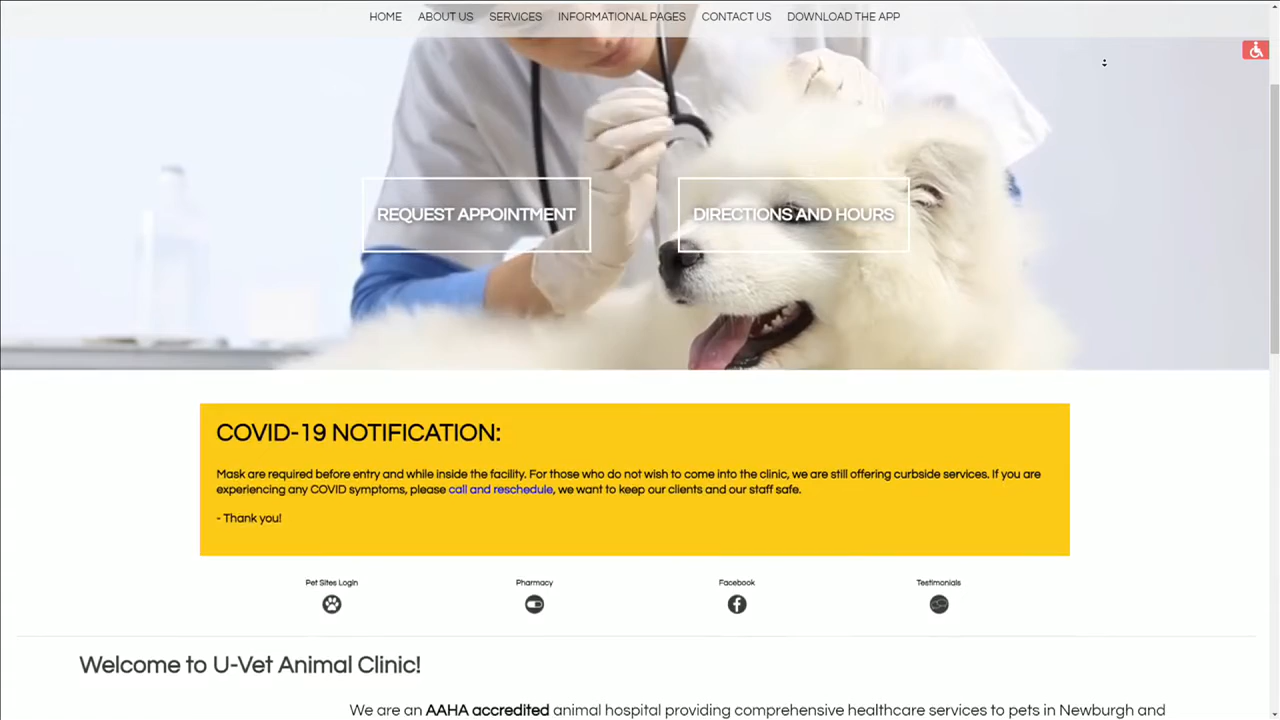 HOME ABOUT US SERVICES INFORMATIONAL PAGES CONTACT US DOWNLOAD THE APP
REQUEST APPOINTMENT DIRECTIONS AND HOURS
COVID-19 NOTIFICATION:
Mask are required before entry and while inside the facility. For those who do not wish to come into the clinic, we are still offering curbside services. If you are
experiencing any COVID symptoms, please call and reschedule, we want to keep our clients and our staff safe.
- Thank you!
Pet Sites Login Pharmacy Facebook Testimonials
Welcome to U-Vet Animal Clinic!
We are an AAHA accredited animal hospital providing comprehensive healthcare services to pets in Newburgh and